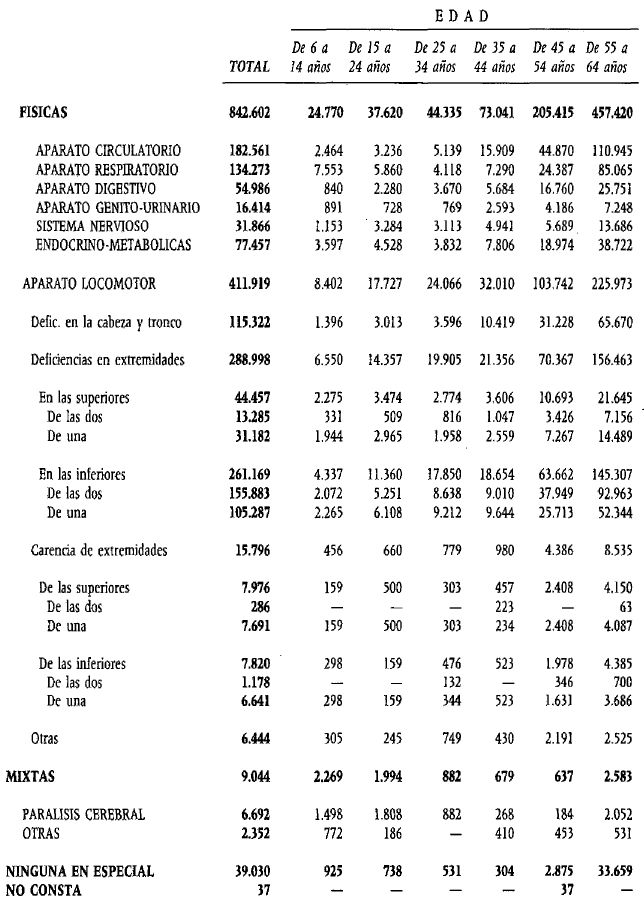 EDAD
De 6 a De 15 a De 25 a De 35 a De 45 a De 55 a
TOTAL 14 años 24 años 34 años 44 años 54 años 64 años
FISICAS 842.602 24.770 37.620 44.335 73.041 205.415 457.420
APARATO CIRCULATORIO 182.561 2.464 3.236 5.139 15.909 44.870 110.945
APARATO RESPIRATORIO 134.273 7.553 5.860 4.118 7.290 24.387 85.065
APARATO DIGESTIVO 54.986 840 2.280 3.670 5.684 16.760 25.751
APARATO GENITO-URINARIO 16.414 891 728 769 2.593 4.186 7.248
SISTEMA NERVIOSO 31.866 1.153 3.284 3.113 4.941 5.689 13.686
ENDOCRINO-METABOLICAS 77.457 3.597 4.528 3.832 7.806 18.974 38.722
APARATO LOCOMOTOR 411.919 8.402 17.727 24.066 32.010 103.742 225.973
Defic. en la cabeza y tronco 115.322 1.396 3.013 3.596 10.419 31.228 65.670
Deficiencias en extremidades 288.998 6.550 14.357 19.905 21.356 70.367 156.463
En las superiores 44.457 2.275 3.474 2.774 3.606 10.693 21.645
De las dos 13.285 331 509 816 1.047 3.426 7.156
De una 31.182 1.944 2.965 1.958 2.559 7.267 14.489
En las inferiores 261.169 4.337 11.360 17.850 18.654 63.662 145.307
De las dos 155.883 2.072 5.251 8.638 9.010 37.949 92.963
De una 105.287 2.265 6.108 9.212 9.644 25.713 52.344
Carencia de extremidades 15.796 456 660 779 980 4.386 8.535
De las superiores 7.976 159 500 303 457 2.408 4.150
De las dos 286 — — — 223 — 63
De una 7.691 159 500 303 234 2.408 4.087
De las inferiores 7.820 298 159 476 523 1.978 4.385
De las dos 1.178 — — 132 — 346 700
De una 6.641 298 159 344 523 1.631 3.686
Otras 6.444 305 245 749 430 2.191 2.525
MIXTAS 9.044 2.269 1.994 882 679 637 2.583
PARALISIS CEREBRAL 6.692 1.498 1.808 882 268 184 2.052
OTRAS 2.352 772 186 — 410 453 531
NINGUNA EN ESPECIAL 39.030 925 738 531 304 2.875 33.659
NO CONSTA 37 — — — — 37 —